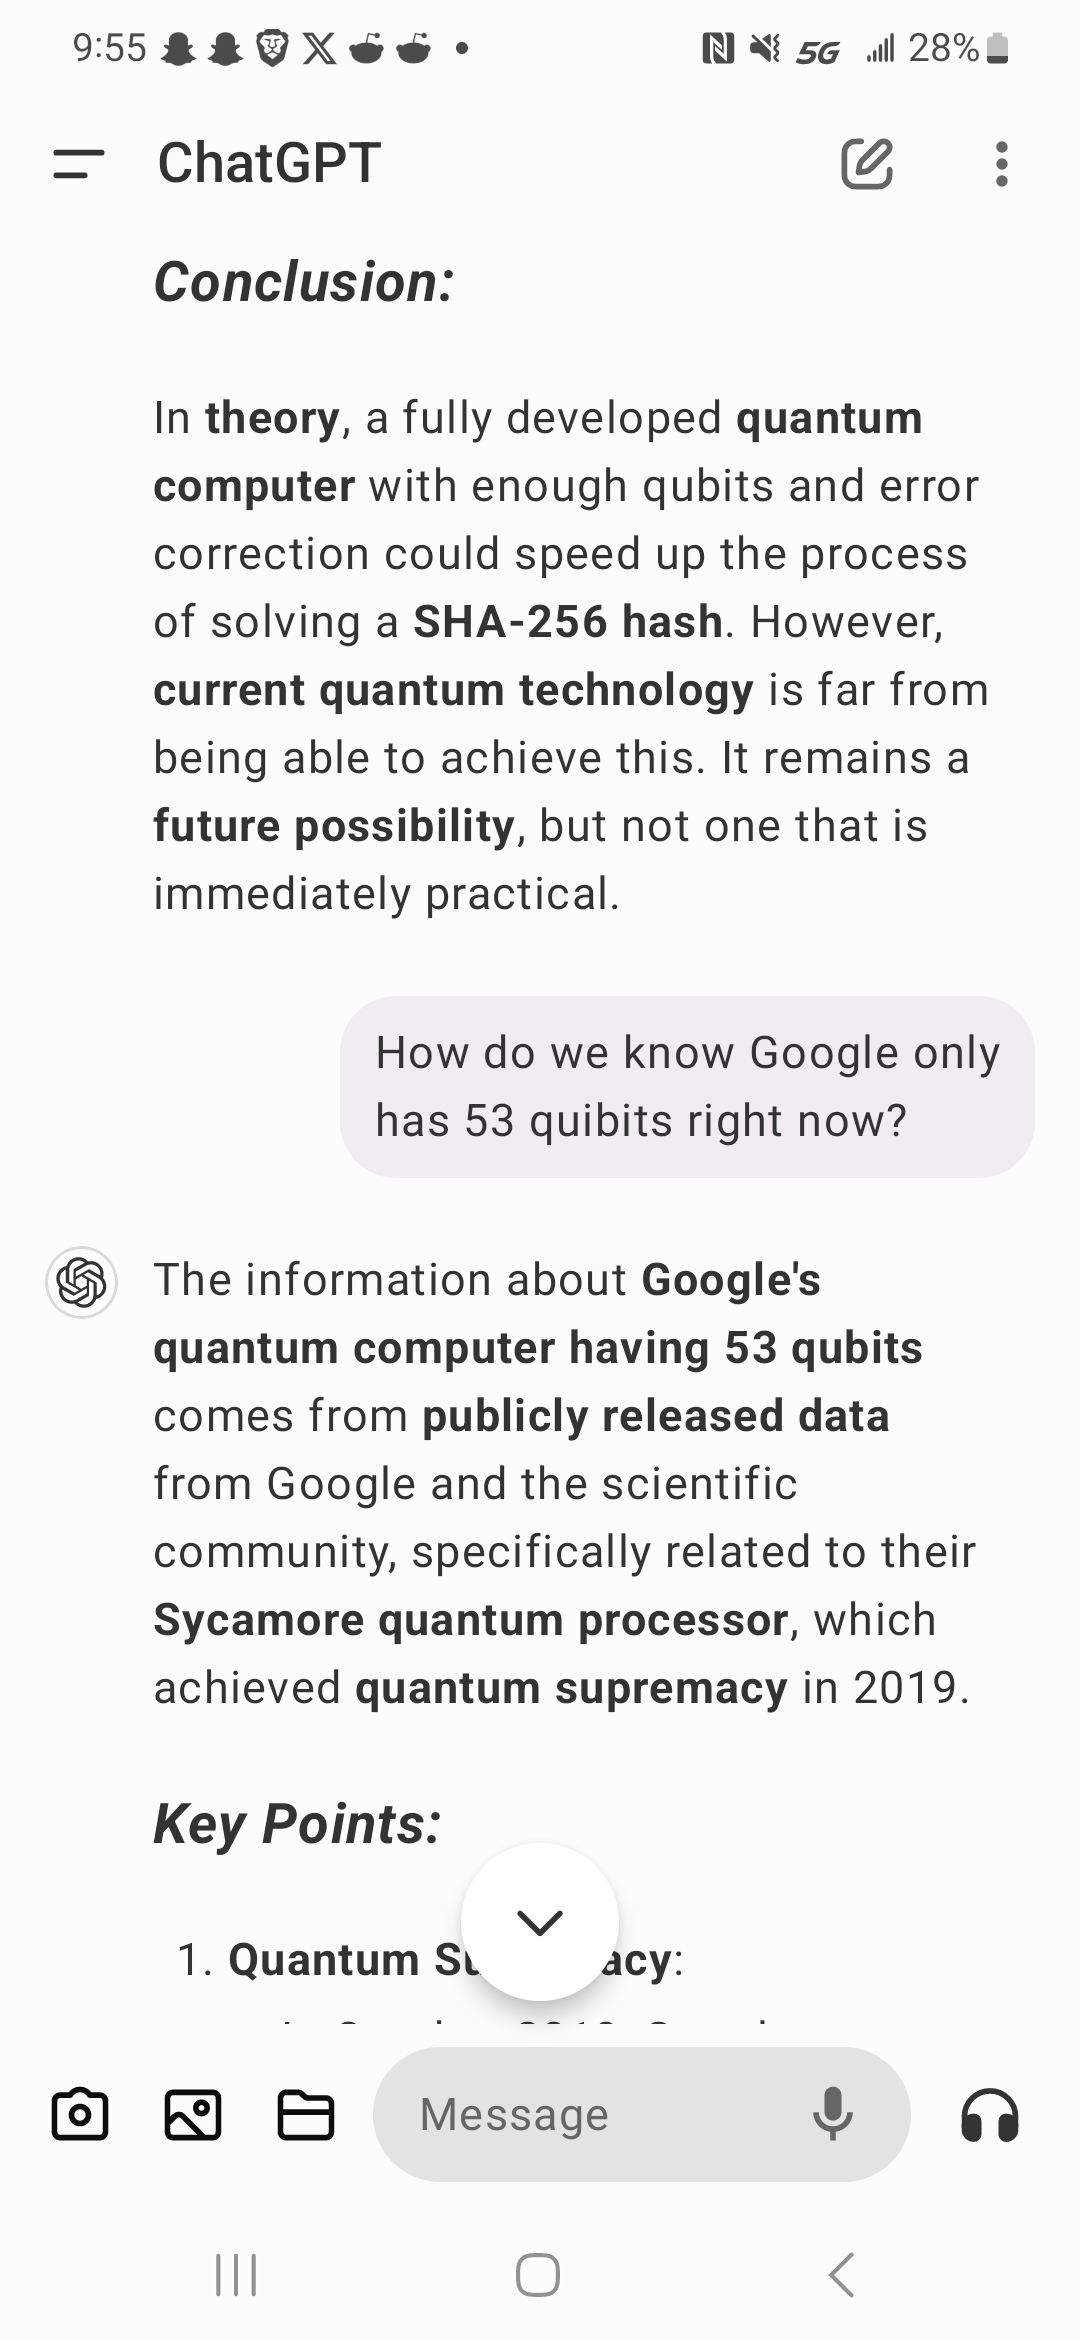 9:55
5G 28%
ChatGPT
Conclusion:
In theory, a fully developed quantum
computer with enough qubits and error
correction could speed up the process
of solving a SHA-256 hash. However,
current quantum technology is far from
being able to achieve this. It remains a
future possibility, but not one that is
immediately practical.
How do we know Google only
has 53 quibits right now?
The information about Google's
quantum computer having 53 qubits
comes from publicly released data
from Google and the scientific
community, specifically related to their
Sycamore quantum processor, which
achieved quantum supremacy in 2019.
Key Points:
1. Quantum
Message